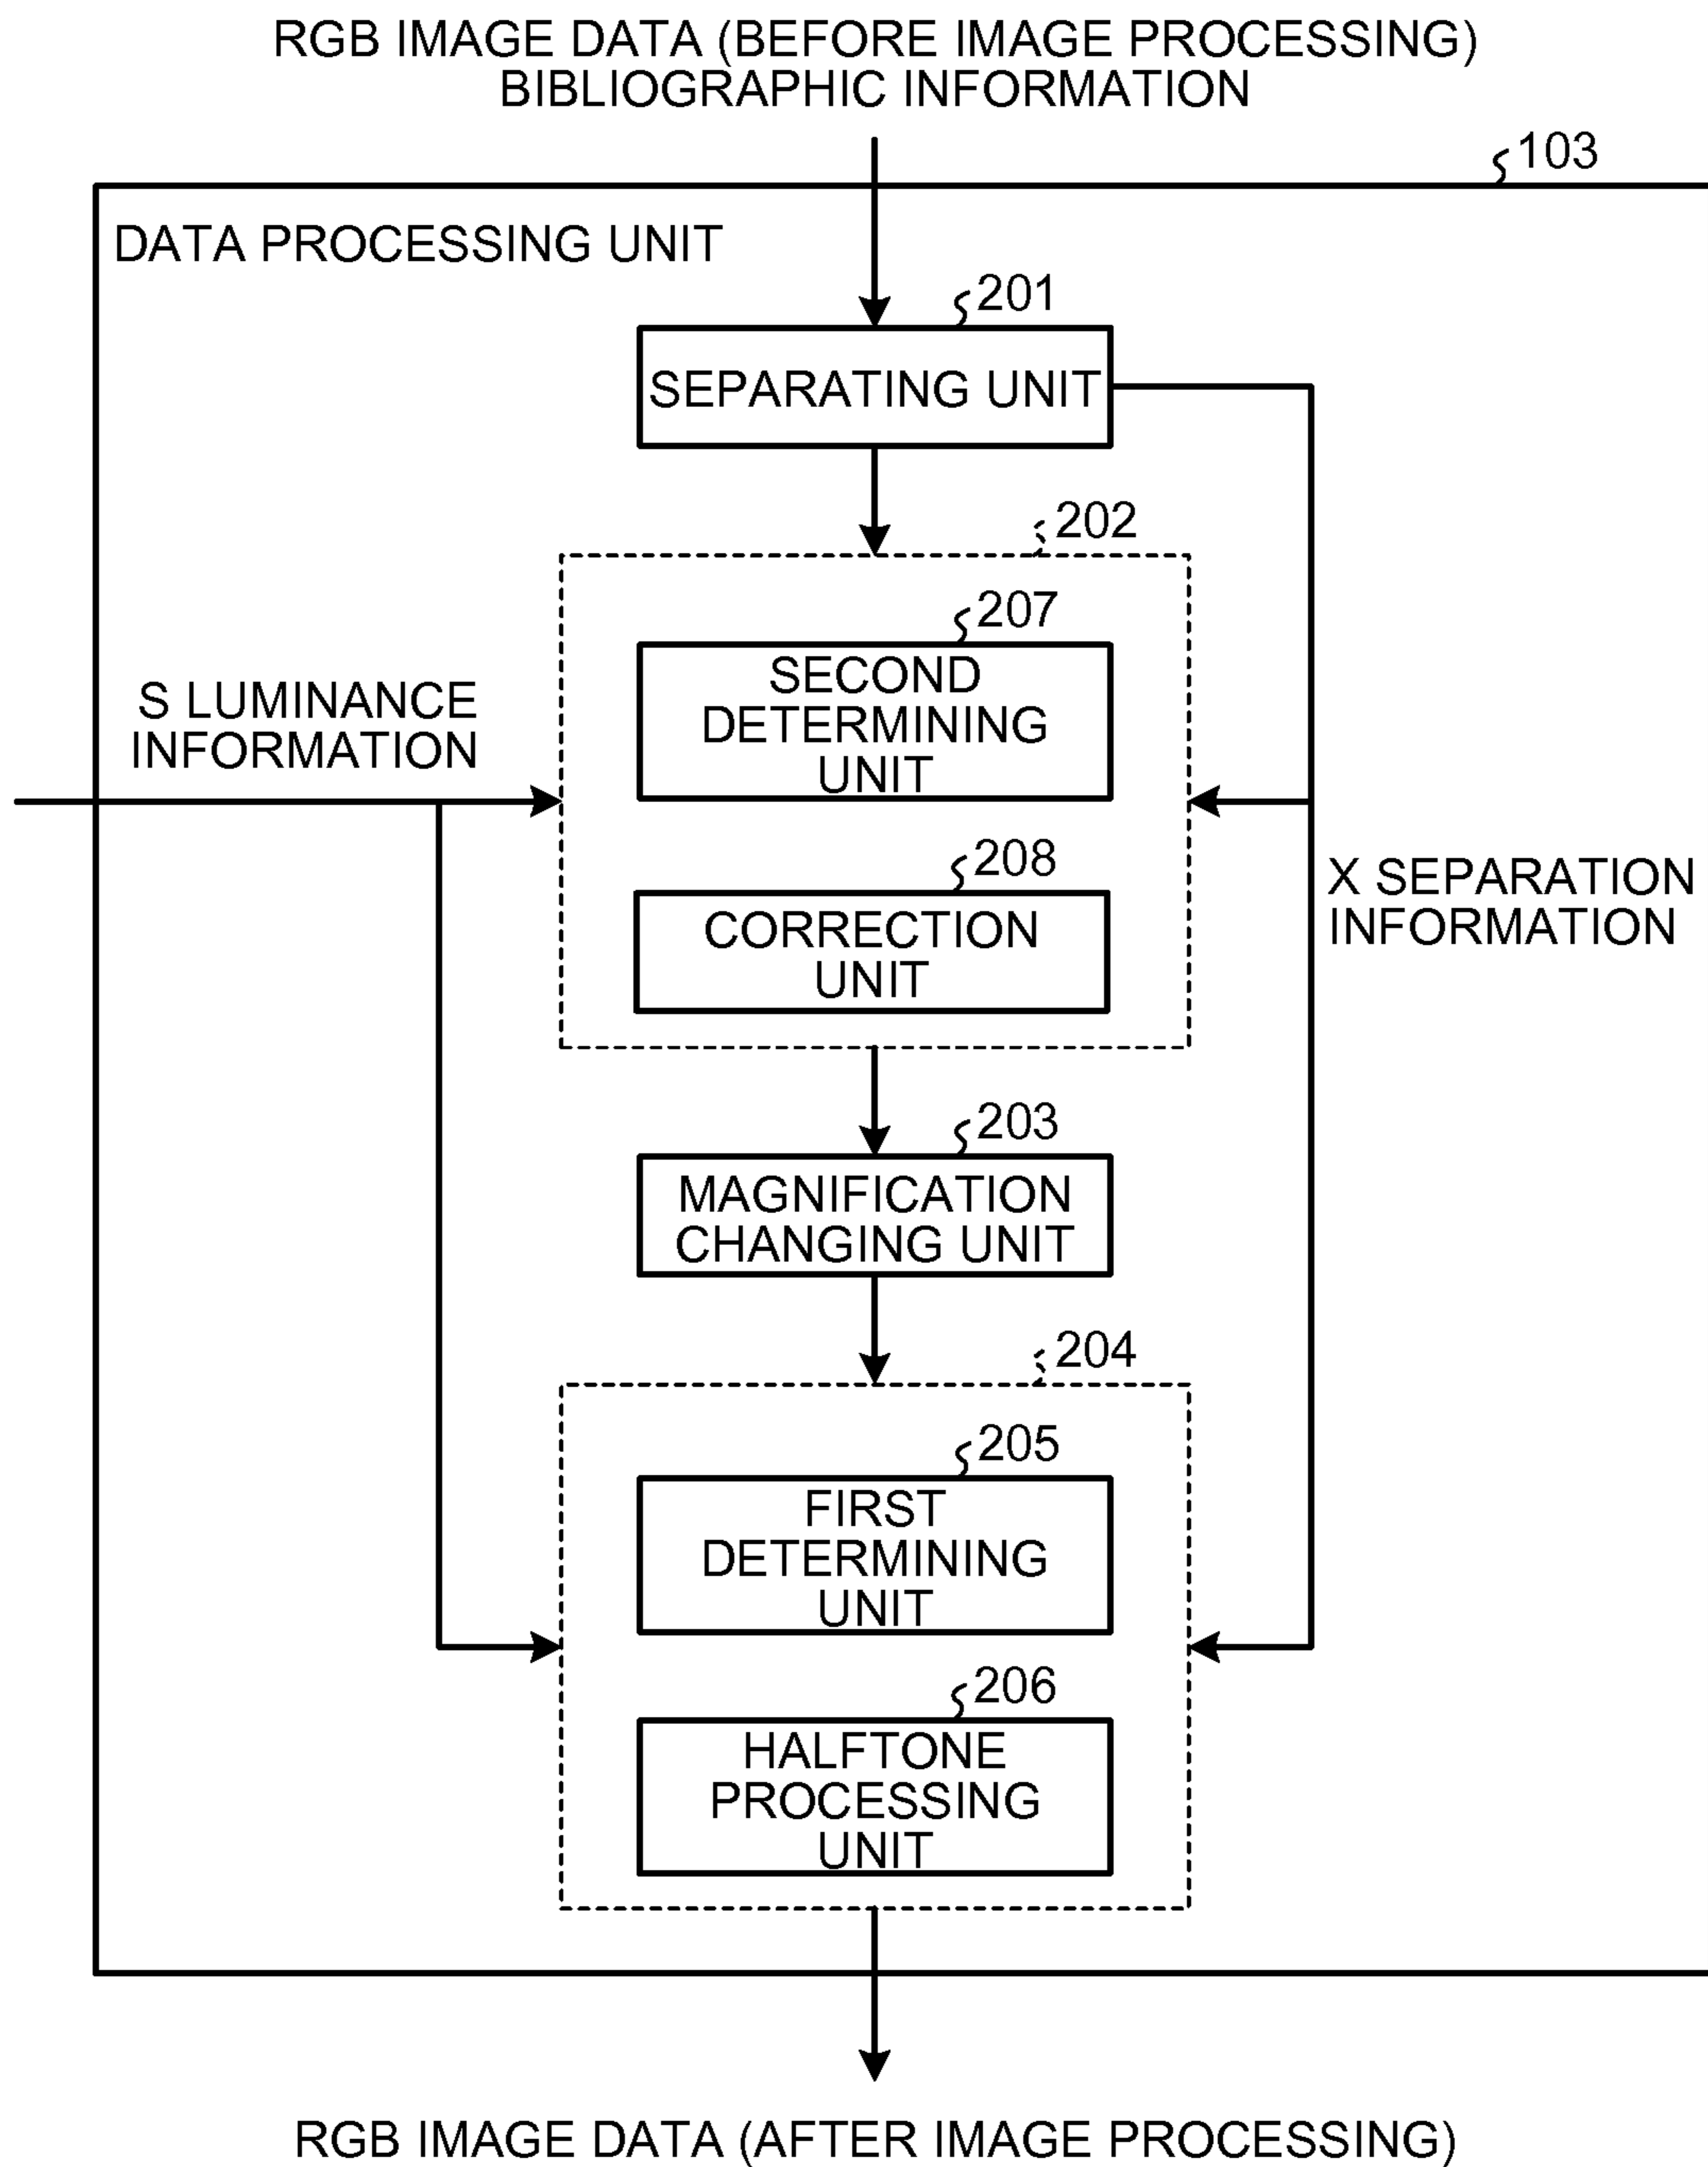 RGB IMAGE DATA (BEFORE IMAGE PROCESSING)
BIBLIOGRAPHIC INFORMATION
103
DATA PROCESSING UNIT
201
SEPARATING UNIT
202
207
SECOND
DETERMINING
UNIT
S LUMINANCE
INFORMATION
208
CORRECTION
UNIT
X SEPARATION
INFORMATION
203
MAGNIFICATION
CHANGING UNIT
204
205
FIRST
DETERMINING
UNIT
206
HALFTONE
PROCESSING
UNIT
RGB IMAGE DATA (AFTER IMAGE PROCESSING)